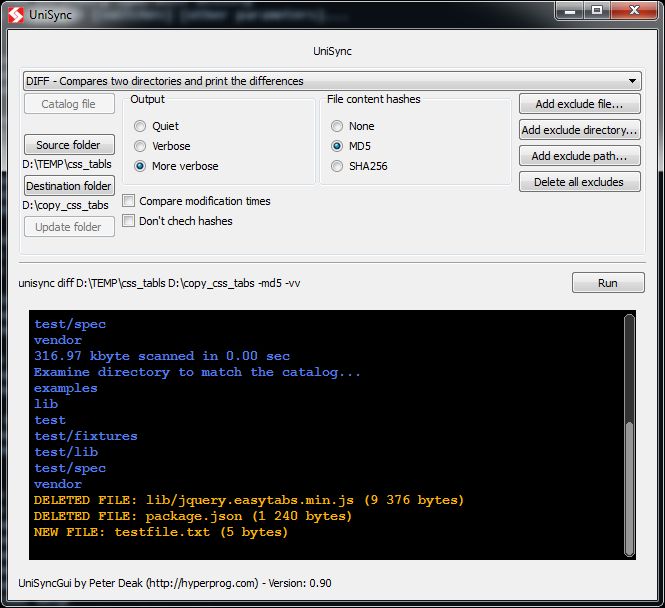 UniSync
UniSync
DIFF - Compares two directories and print the differences
Catalog file
Source folder
D:\TEMP\css_tabls
Destination folder
D:\copy_css_tabs
Update folder
Output
Quiet
Verbose
More verbose
Compare modification times
Don't chech hashes
File content hashes
None
MD5
SHA256
Add exclude file...
Add exclude directory...
Add exclude path...
Delete all excludes
unisync diff D:\TEMP\css_tabls D:\copy_css_tabs -md5 -vv
Run
test/spec
vendor
316.97 kbyte scanned in 0.00 sec
Examine directory to match the catalog...
examples
lib
test
test/fixtures
test/lib
test/spec
vendor
DELETED FILE: lib/jquery.easytabs.min.js (9 376 bytes)
DELETED FILE: package.json (1 240 bytes)
NEW FILE: testfile.txt (5 bytes)
UniSyncGui by Peter Deak (http://hyperprog.com) - Version: 0.90